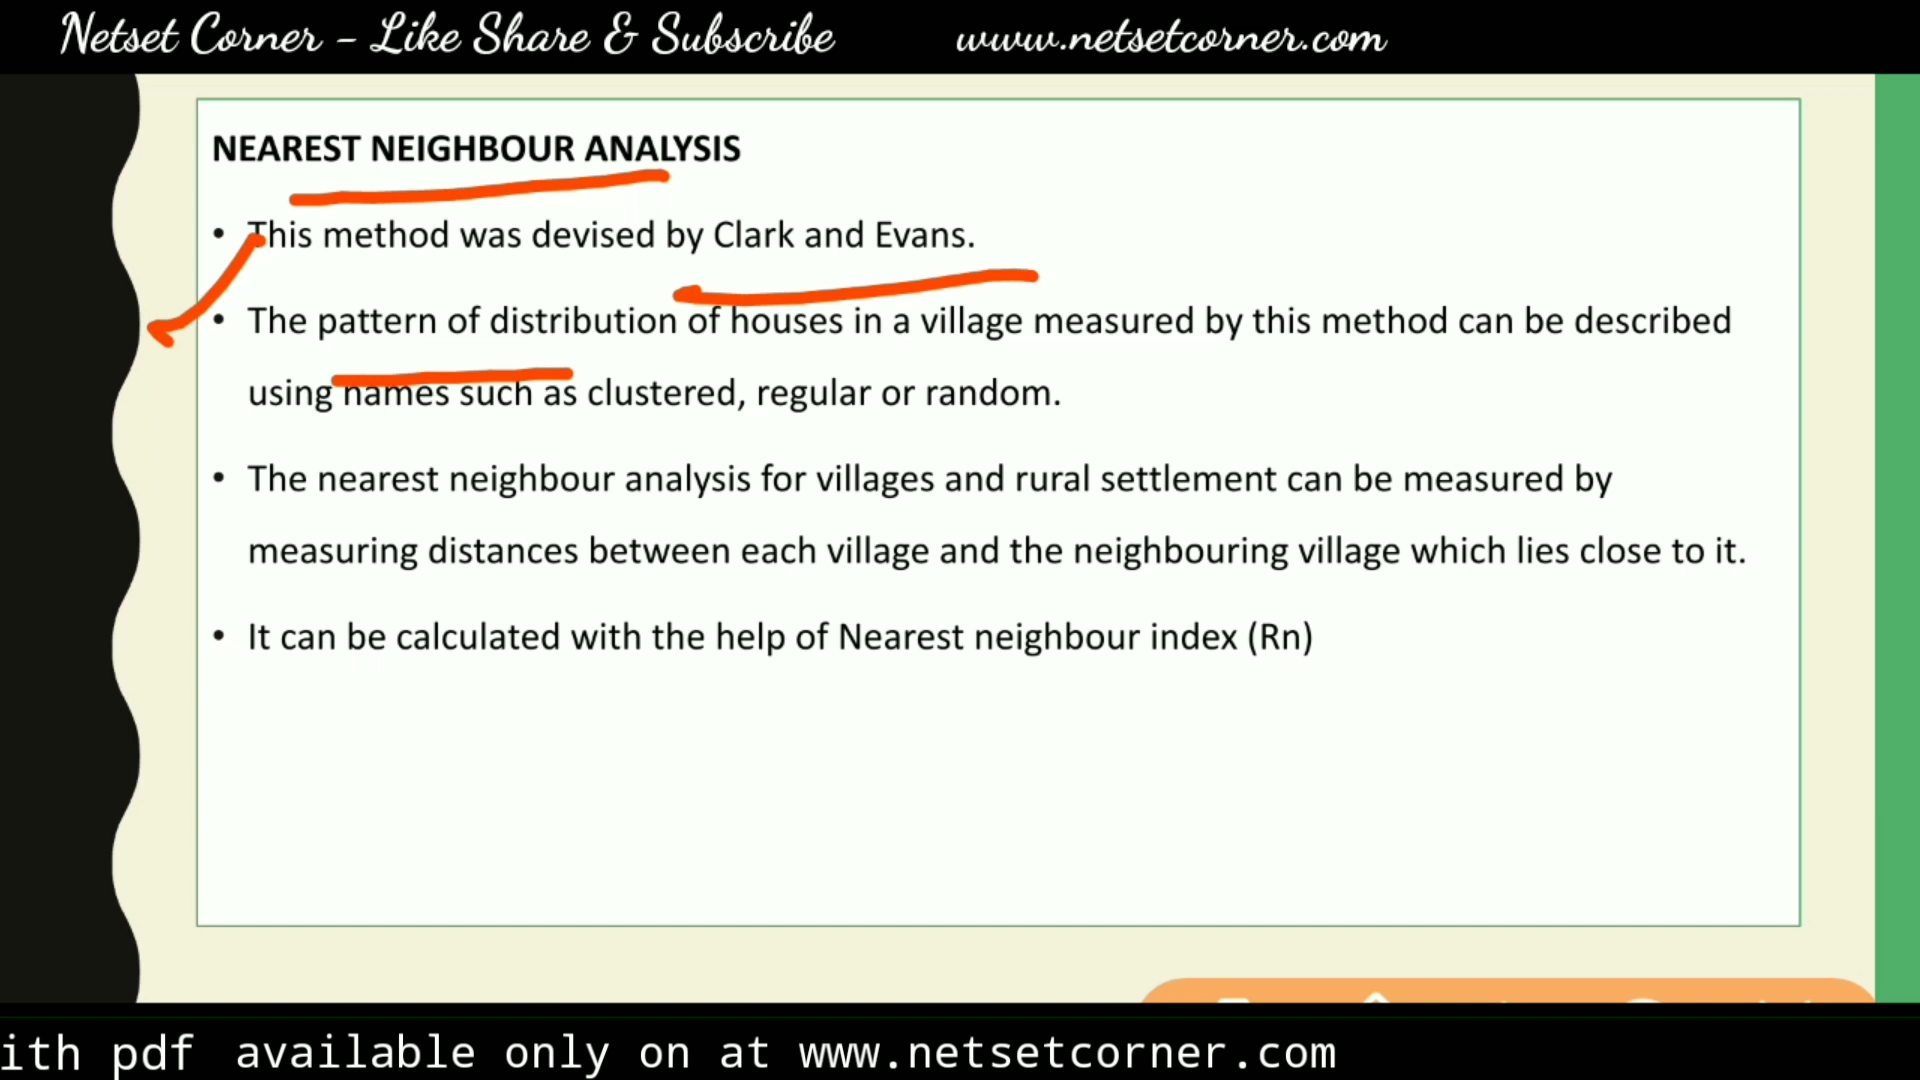 Netset Corner - Like Share & Subscribe www.netsetcorner.com
NEAREST NEIGHBOUR ANALYSIS
• This method was devised by Clark and Evans.
• The pattern of distribution of houses in a village measured by this method can be described
using names such as clustered, regular or random.
• The nearest neighbour analysis for villages and rural settlement can be measured by
measuring distances between each village and the neighbouring village which lies close to it.
• It can be calculated with the help of Nearest neighbour index (Rn)
ith pdf available only on at www.netsetcorner.com